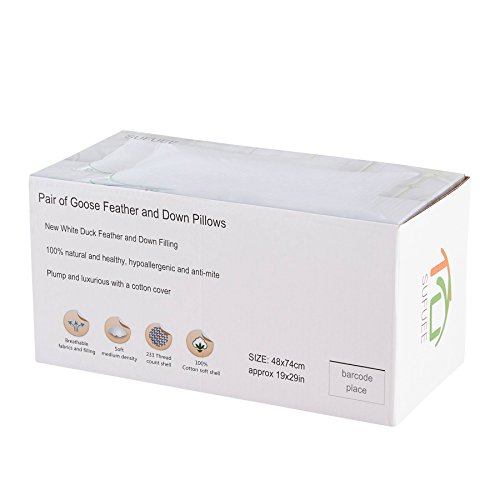 SUFUEE
Pair of Goose Feather and Down Pillows
New White Duck Feather and Down Filling
100% natural and healthy, hypoallergenic and anti-mite
Plump and luxurious with a cotton cover
Breathable
fabrics and filling
Soft
medium density
233 Thread
count shell
100%
Cotton soft shell
SIZE: 48x74cm
approx 19x29in
SUFUEE
barcode
place